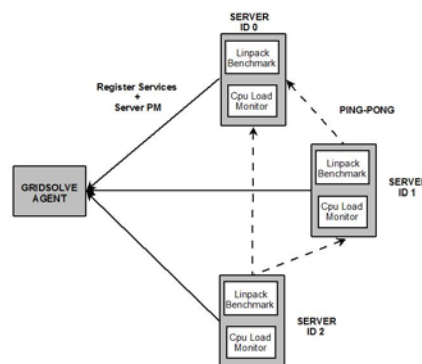 SERVER
ID 0
Linpack
Benchmark
Cpu Load
Monitor
Register Services
+
Server PM
PING-PONG
Linpack
Benchmark
Cpu Load
Monitor
SERVER
ID 1
GRIDSOLVE
AGENT
Linpack
Benchmark
Cpu Load
Monitor
SERVER
ID 2